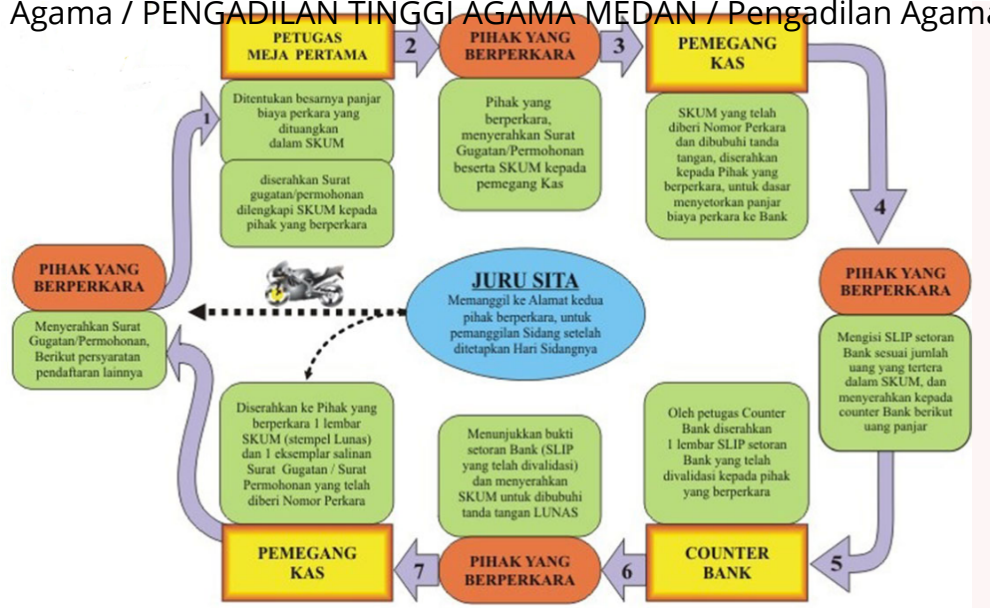 Agama / PENGADILAN TINGGI AGAMA MEDAN / Pengadilan Agama
PETUGAS
MEJA PERTAMA
2
PIHAK YANG
BERPERKARA
3
PEMEGANG
KAS
1
Ditentukan besarnya panjar
biaya perkara yang
dituangkan
dalam SKUM
diserahkan Surat
gugatan/permohonan
dilengkapi SKUM kepada
pihak yang berperkara
Pihak yang
berperkara,
menyerahkan Surat
Gugatan/Permohonan
beserta SKUM kepada
pemegang Kas
SKUM yang telah
diberi Nomor Perkara
dan dibubuhi tanda
tangan, diserahkan
kepada Pihak yang
berperkara, untuk dasar
menyetorkan panjar
biaya perkara ke Bank
4
PIHAK YANG
BERPERKARA
Menyerahkan Surat
Gugatan/Permohonan,
Berikut persyaratan
pendaftaran lainnya
JURU SITA
Memanggil ke Alamat kedua
pihak berperkara, untuk
pemanggilan Sidang setelah
ditetapkan Hari Sidangnya
PIHAK YANG
BERPERKARA
Mengisi SLIP setoran
Bank sesuai jumlah
uang yang tertera
dalam SKUM, dan
menyerahkan kepada
counter Bank berikut
uang panjar
Diserahkan ke Pihak yang
berperkara 1 lembar
SKUM (stempel Lunas)
dan 1 eksemplar salinan
Surat Gugatan / Surat
Permohonan yang telah
diberi Nomor Perkara
Menunjukkan bukti
setoran Bank (SLIP
yang telah divalidasi)
dan menyerahkan
SKUM untuk dibubuhi
tanda tangan LUNAS
Oleh petugas Counter
Bank diserahkan
1 lembar SLIP setoran
Bank yang telah
divalidasi kepada pihak
yang berperkara
PEMEGANG
KAS
7
PIHAK YANG
BERPERKARA
6
COUNTER
BANK
5